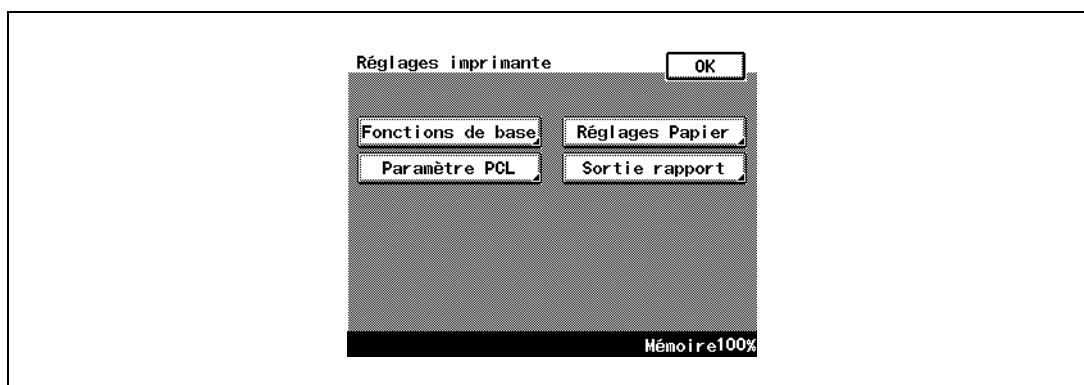 Réglages imprimante
OK
Fonctions de base
Réglages Papier
Paramètre PCL
Sortie rapport
Mémoire100%